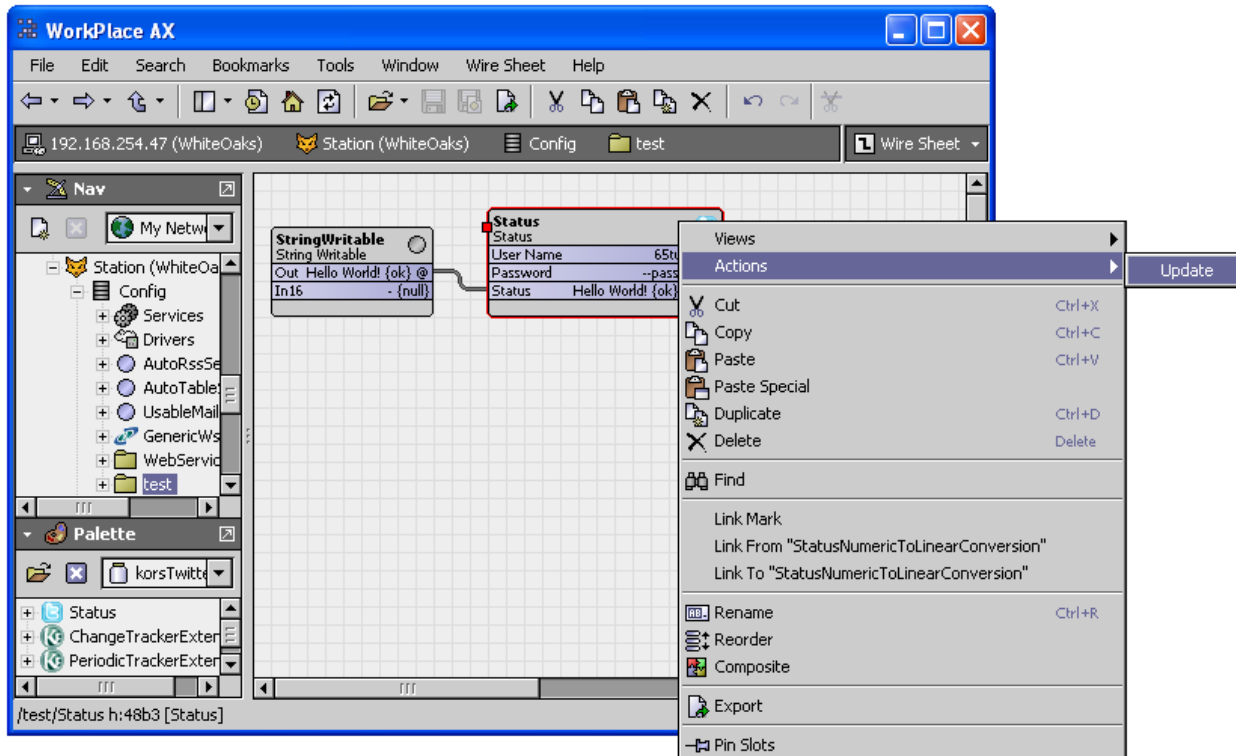 WorkPlace AX
File Edit Search Bookmarks Tools Window Wire Sheet Help
192.168.254.47 (WhiteOaks) Station (WhiteOaks) Config test Wire Sheet
Nav
My Netw
Station (WhiteOa
Config
Services
Drivers
AutoRssSe
AutoTable
UsableMail
GenericWs
WebServic
test
Palette
korsTwitte
Status
ChangeTrackerExter
PeriodicTrackerExter
/test/Status h:48b3 [Status]
StringWritable
String Writable
Out Hello World! {ok} @
In16 - {null}
Status
Status
User Name 65tu
Password --pass
Status Hello World! {ok}
Views
Actions
Update
Cut Ctrl+X
Copy Ctrl+C
Paste Ctrl+V
Paste Special
Duplicate Ctrl+D
Delete Delete
Find
Link Mark
Link From "StatusNumericToLinearConversion"
Link To "StatusNumericToLinearConversion"
Rename Ctrl+R
Reorder
Composite
Export
Pin Slots